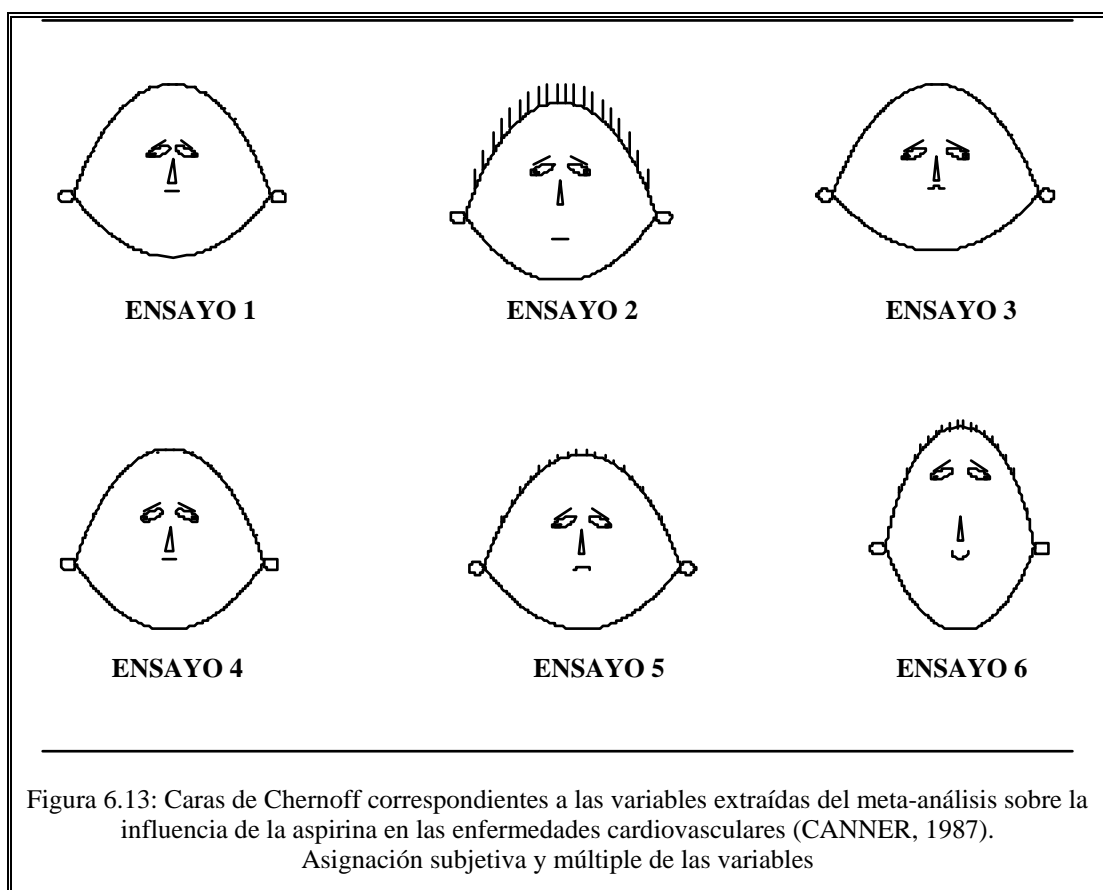 ENSAYO 1
ENSAYO 2
ENSAYO 3
ENSAYO 4
ENSAYO 5
ENSAYO 6
Figura 6.13: Caras de Chernoff correspondientes a las variables extraídas del meta-análisis sobre la
influencia de la aspirina en las enfermedades cardiovasculares (CANNER, 1987).
Asignación subjetiva y múltiple de las variables